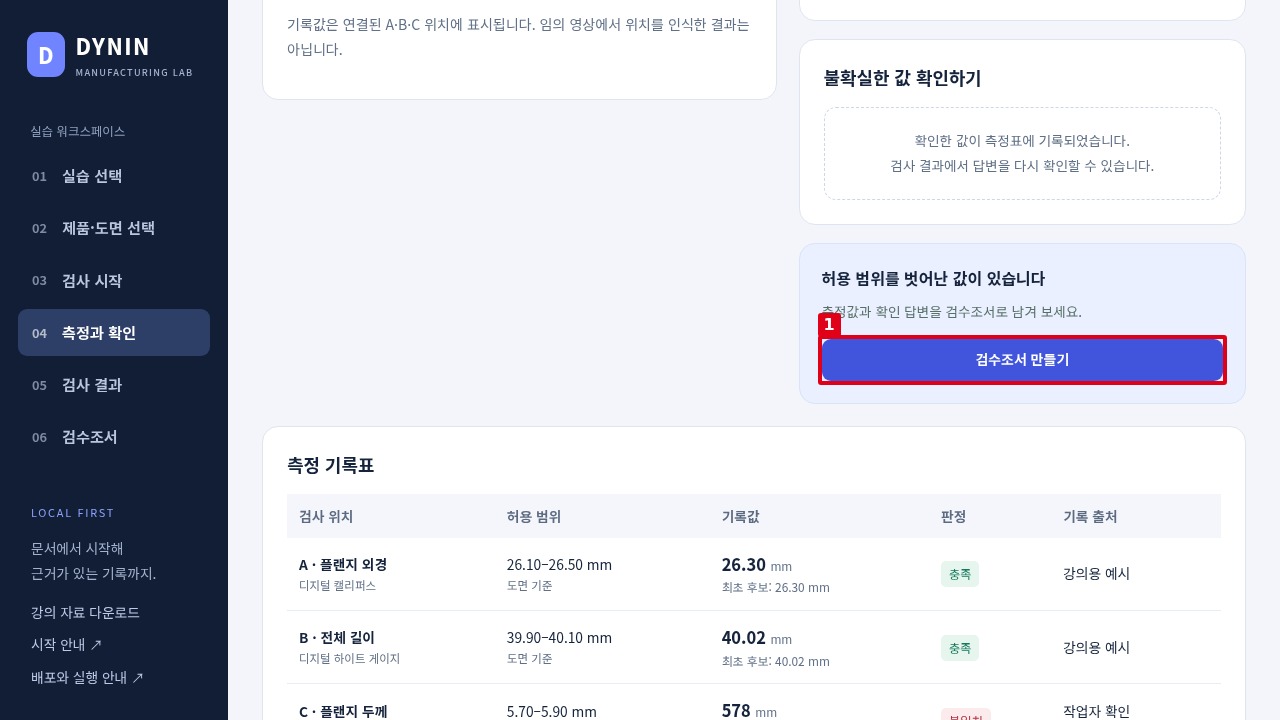 D
DYNIN
MANUFACTURING LAB
실습 워크스페이스
01 실습 선택
02 제품·도면 선택
03 검사 시작
04 측정과 확인
05 검사 결과
06 검수조서
LOCAL FIRST
문서에서 시작해
근거가 있는 기록까지.
강의 자료 다운로드
시작 안내 ↗
배포와 실행 안내 ↗
기록값은 연결된 A·B·C 위치에 표시됩니다. 임의 영상에서 위치를 인식한 결과는
아닙니다.
불확실한 값 확인하기
확인한 값이 측정표에 기록되었습니다.
검사 결과에서 답변을 다시 확인할 수 있습니다.
허용 범위를 벗어난 값이 있습니다
측정값과 확인 답변을 검수조서로 남겨 보세요.
1
검수조서 만들기
측정 기록표
검사 위치 허용 범위 기록값 판정 기록 출처
A · 플랜지 외경 26.10–26.50 mm 26.30 mm 충족 강의용 예시
디지털 캘리퍼스 도면 기준 최초 후보: 26.30 mm
B · 전체 길이 39.90–40.10 mm 40.02 mm 충족 강의용 예시
디지털 하이트 게이지 도면 기준 최초 후보: 40.02 mm
C · 플랜지 두께 5.70–5.90 mm 578 mm 작업자 확인